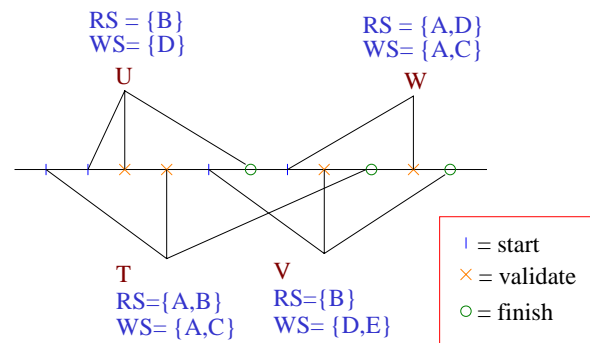 RS = {B}
WS= {D}
U
RS = {A,D}
WS= {A,C}
W
T
RS={A,B}
WS= {A,C}
V
RS={B}
WS= {D,E}
= start
= validate
= finish